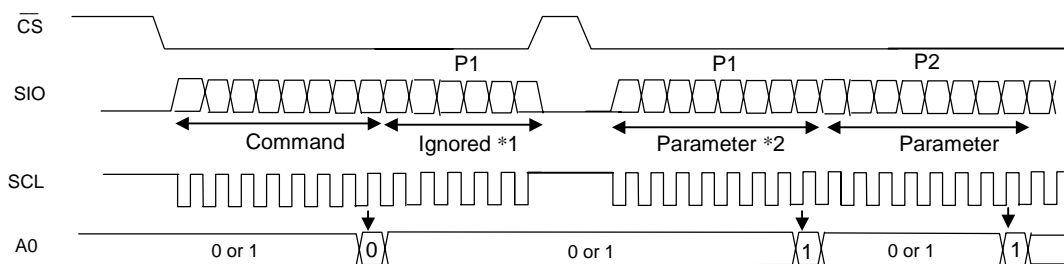 CS
P1 P1 P2
SIO
Command Ignored *1 Parameter *2 Parameter
SCL
A0 0 or 1 0 0 or 1 1 0 or 1 1